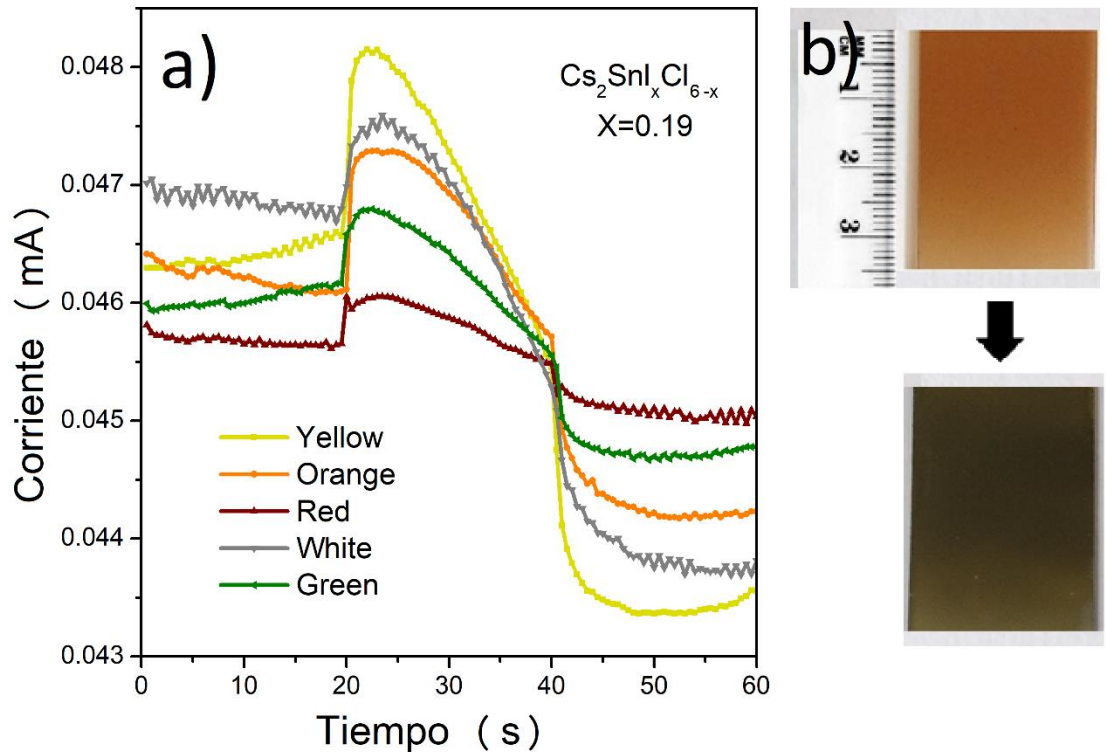 a)
Cs₂SnIₓCl₆₋ₓ
X=0.19
0.048
0.047
0.046
0.045
0.044
0.043
Corriente (mA)
Yellow
Orange
Red
White
Green
0 10 20 30 40 50 60
Tiempo (s)
b)
MM
CM
1
2
3